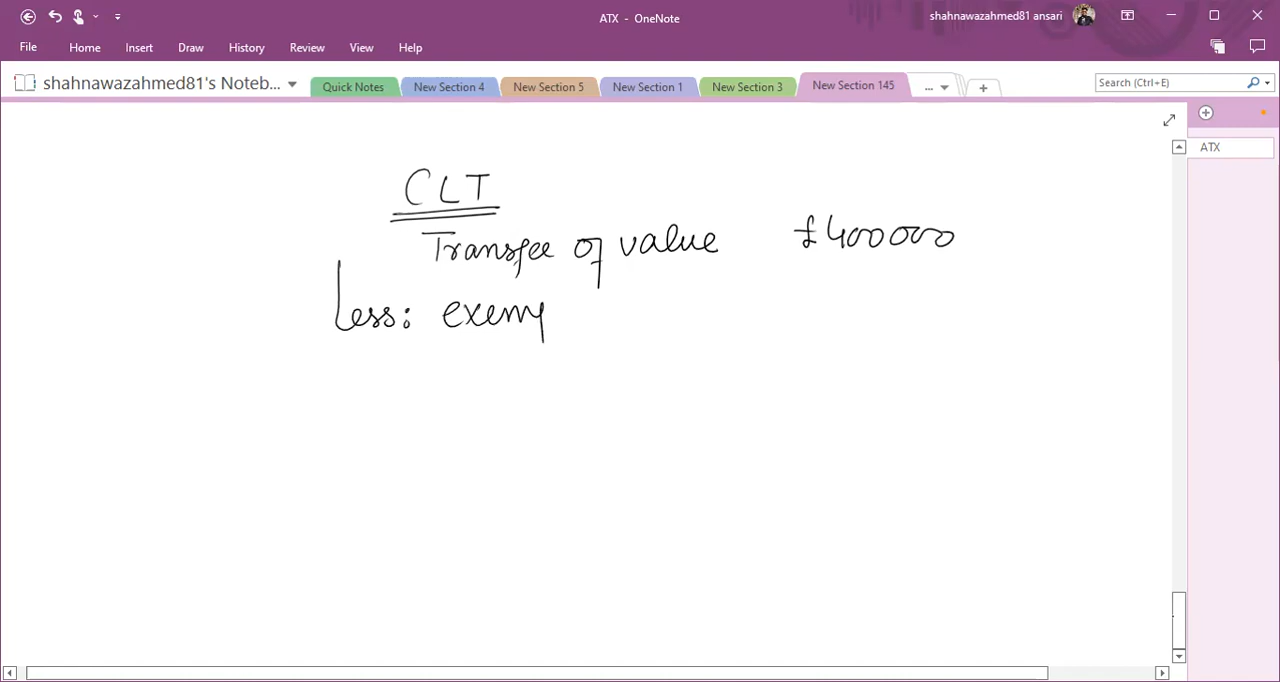 ATX - OneNote
shahnawazahmed81 ansari
File Home Insert Draw History Review View Help
shahnawazahmed81's Noteb...
Quick Notes New Section 4 New Section 5 New Section 1 New Section 3 New Section 145 ...
Search (Ctrl+E)
ATX
CLT
Transfer of value £400000
Less: exemp